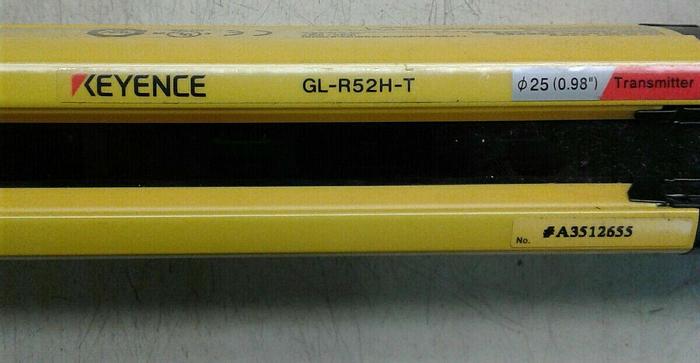 KEYENCE GL-R52H-T φ25 (0.98") Transmitter
No. #A3512655